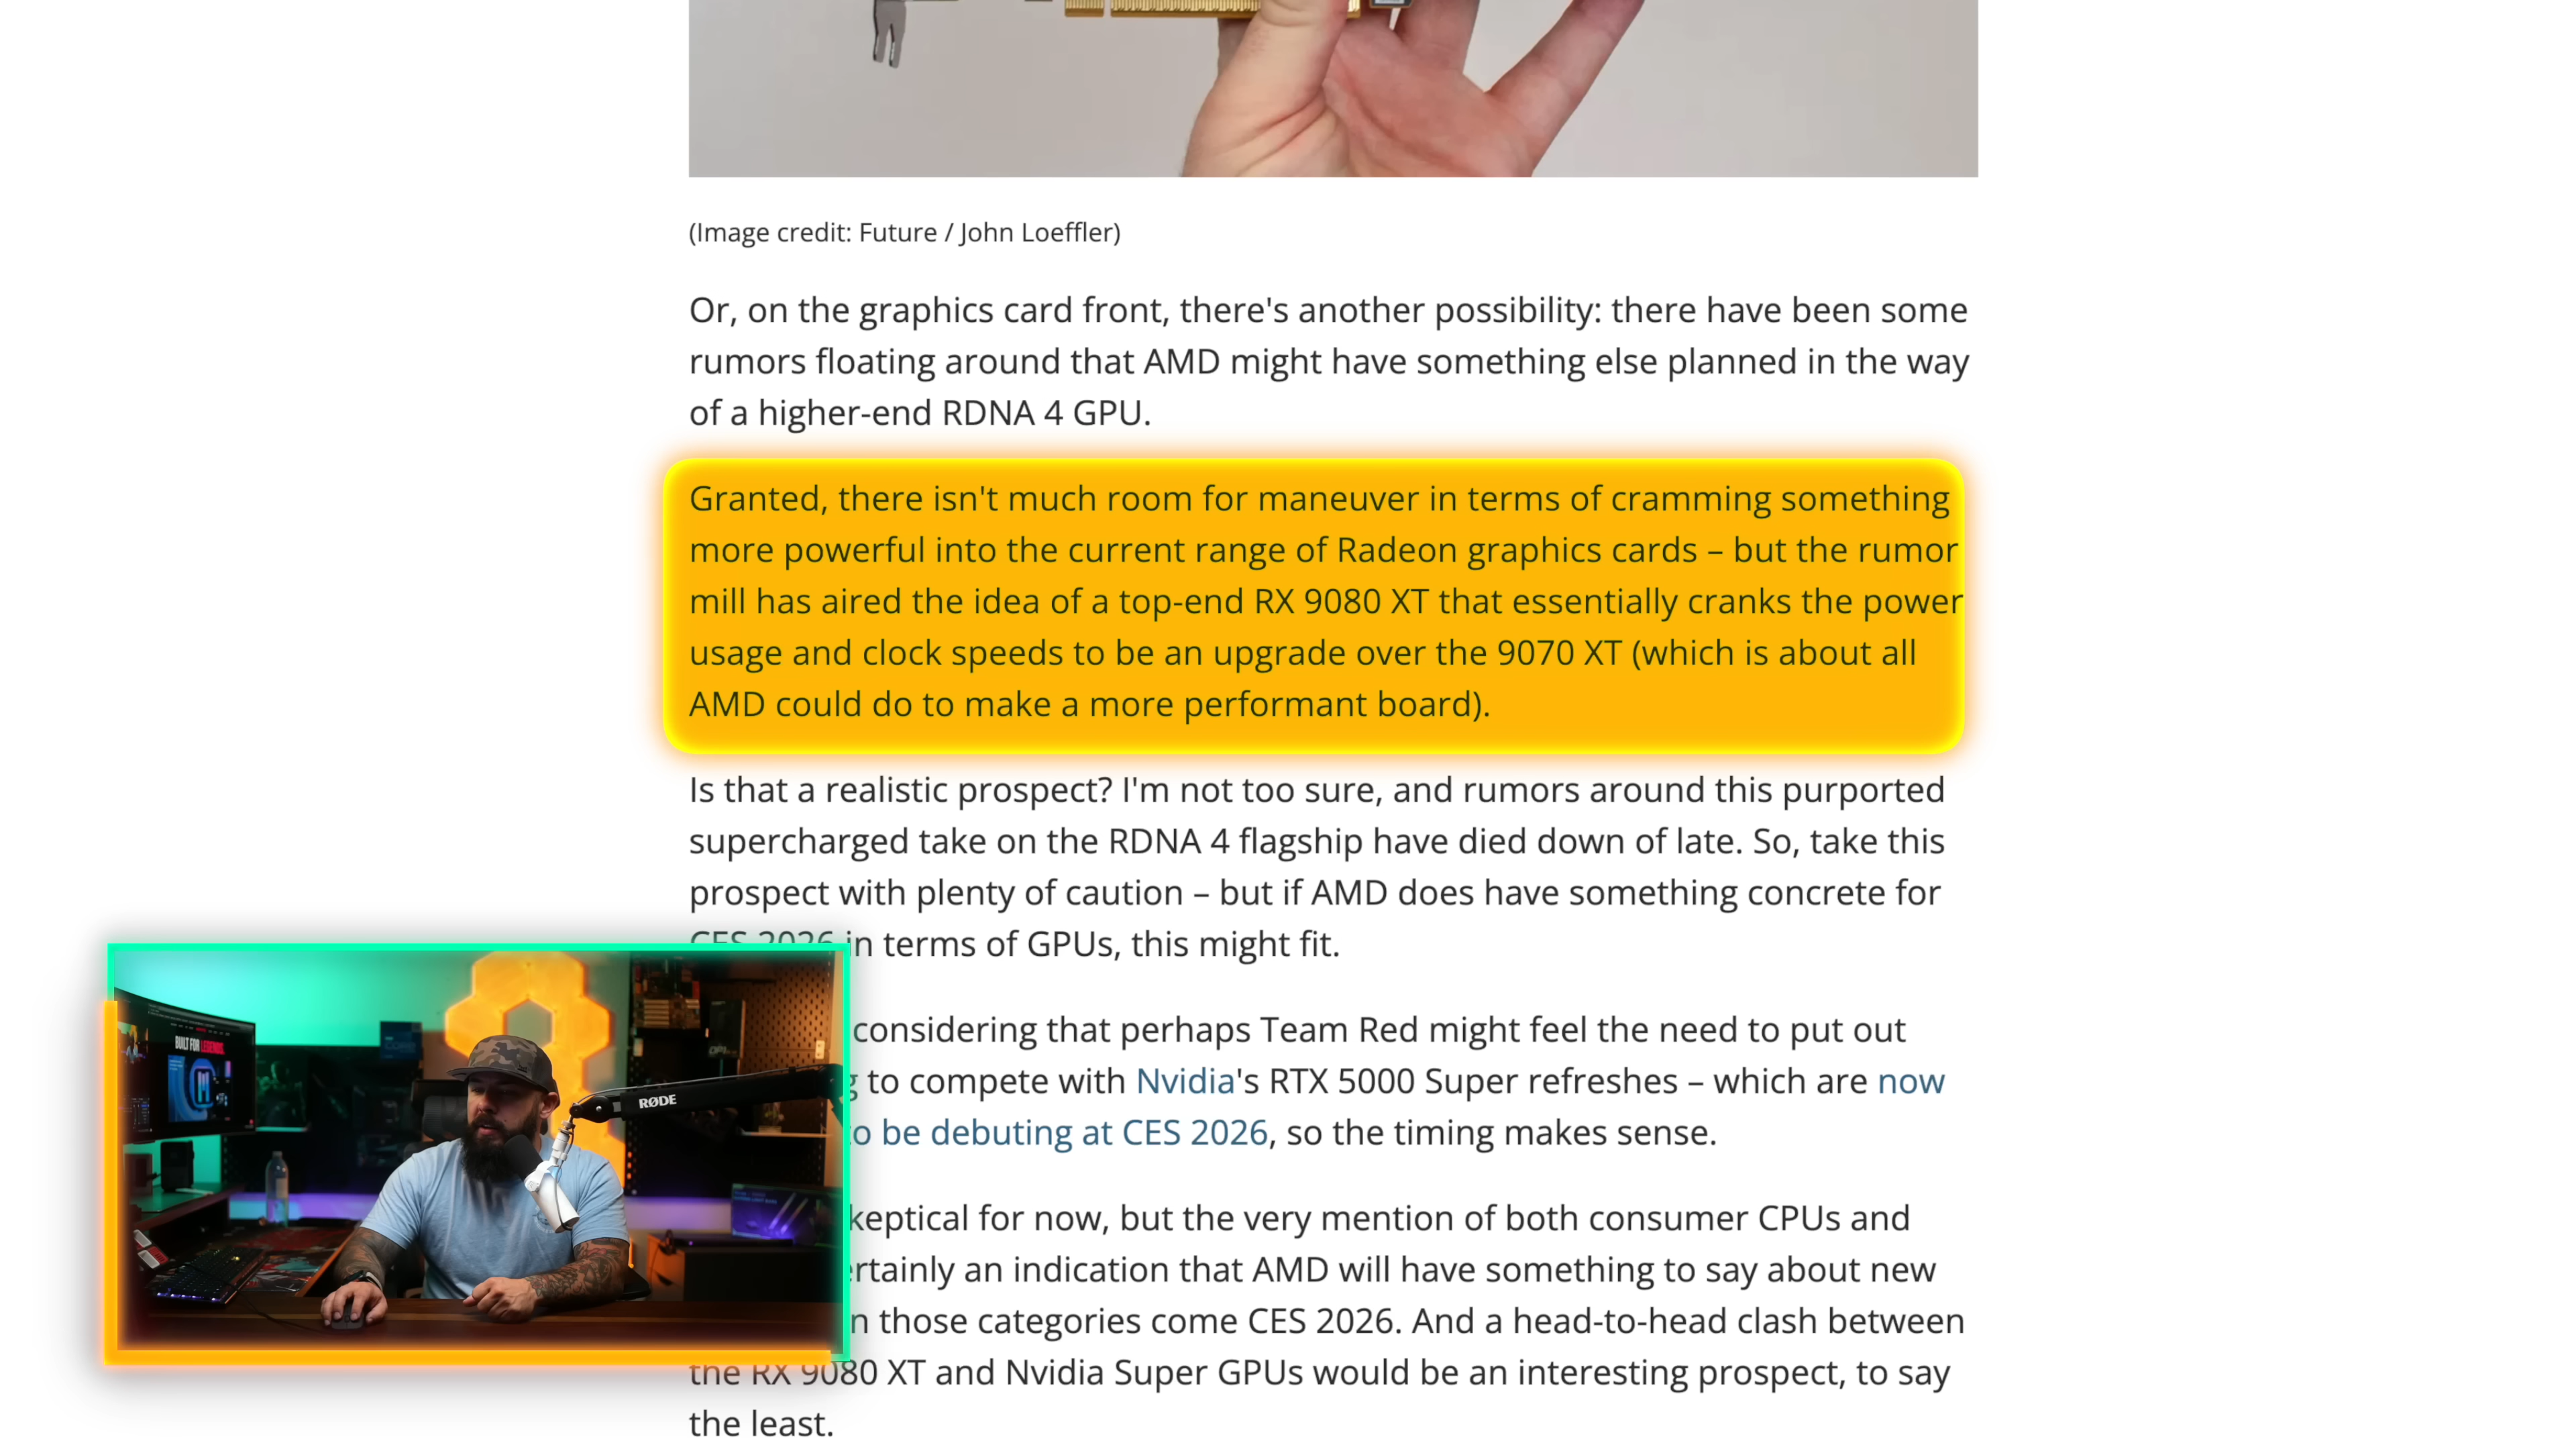 (Image credit: Future / John Loeffler)
Or, on the graphics card front, there's another possibility: there have been some
rumors floating around that AMD might have something else planned in the way
of a higher-end RDNA 4 GPU.
Granted, there isn't much room for maneuver in terms of cramming something
more powerful into the current range of Radeon graphics cards – but the rumor
mill has aired the idea of a top-end RX 9080 XT that essentially cranks the power
usage and clock speeds to be an upgrade over the 9070 XT (which is about all
AMD could do to make a more performant board).
Is that a realistic prospect? I'm not too sure, and rumors around this purported
supercharged take on the RDNA 4 flagship have died down of late. So, take this
prospect with plenty of caution – but if AMD does have something concrete for
CES 2026 in terms of GPUs, this might fit.
considering that perhaps Team Red might feel the need to put out
to compete with Nvidia's RTX 5000 Super refreshes – which are now
be debuting at CES 2026, so the timing makes sense.
for now, but the very mention of both consumer CPUs and
an indication that AMD will have something to say about new
those categories come CES 2026. And a head-to-head clash between
the RX 9080 XT and Nvidia Super GPUs would be an interesting prospect, to say
the least.
BUILT FOR LEGENDS.
RØDE